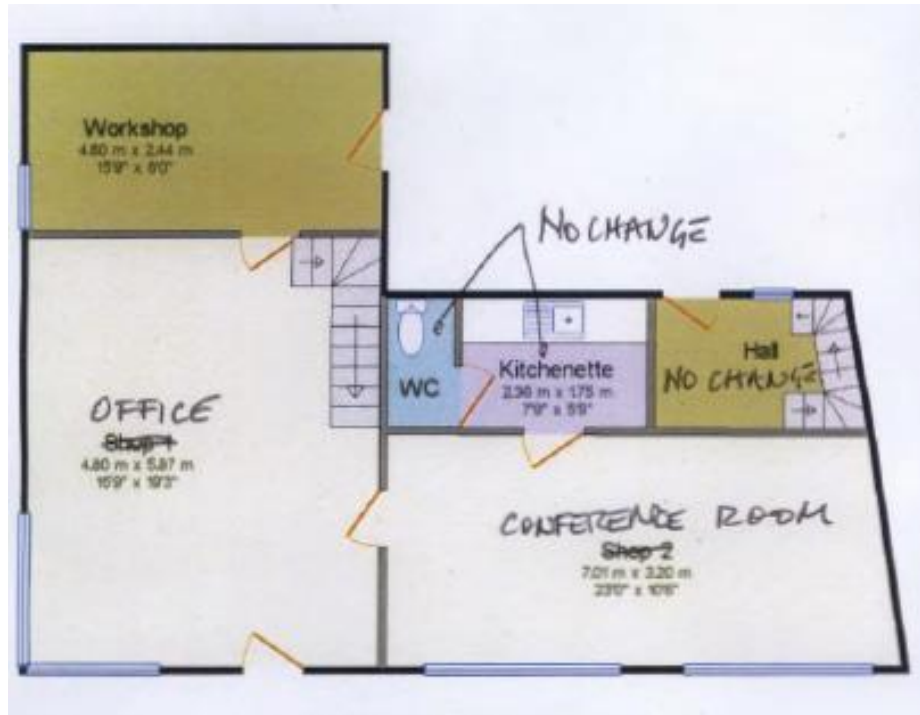 Workshop
4.80 m x 2.44 m
15'9" x 8'0"
NO CHANGE
WC
Kitchenette
2.36 m x 1.75 m
7'9" x 5'9"
Hall
NO CHANGE
OFFICE
Shop 1
4.80 m x 5.87 m
15'9" x 19'3"
CONFERENCE ROOM
Shop 2
7.01 m x 3.20 m
23'0" x 10'6"